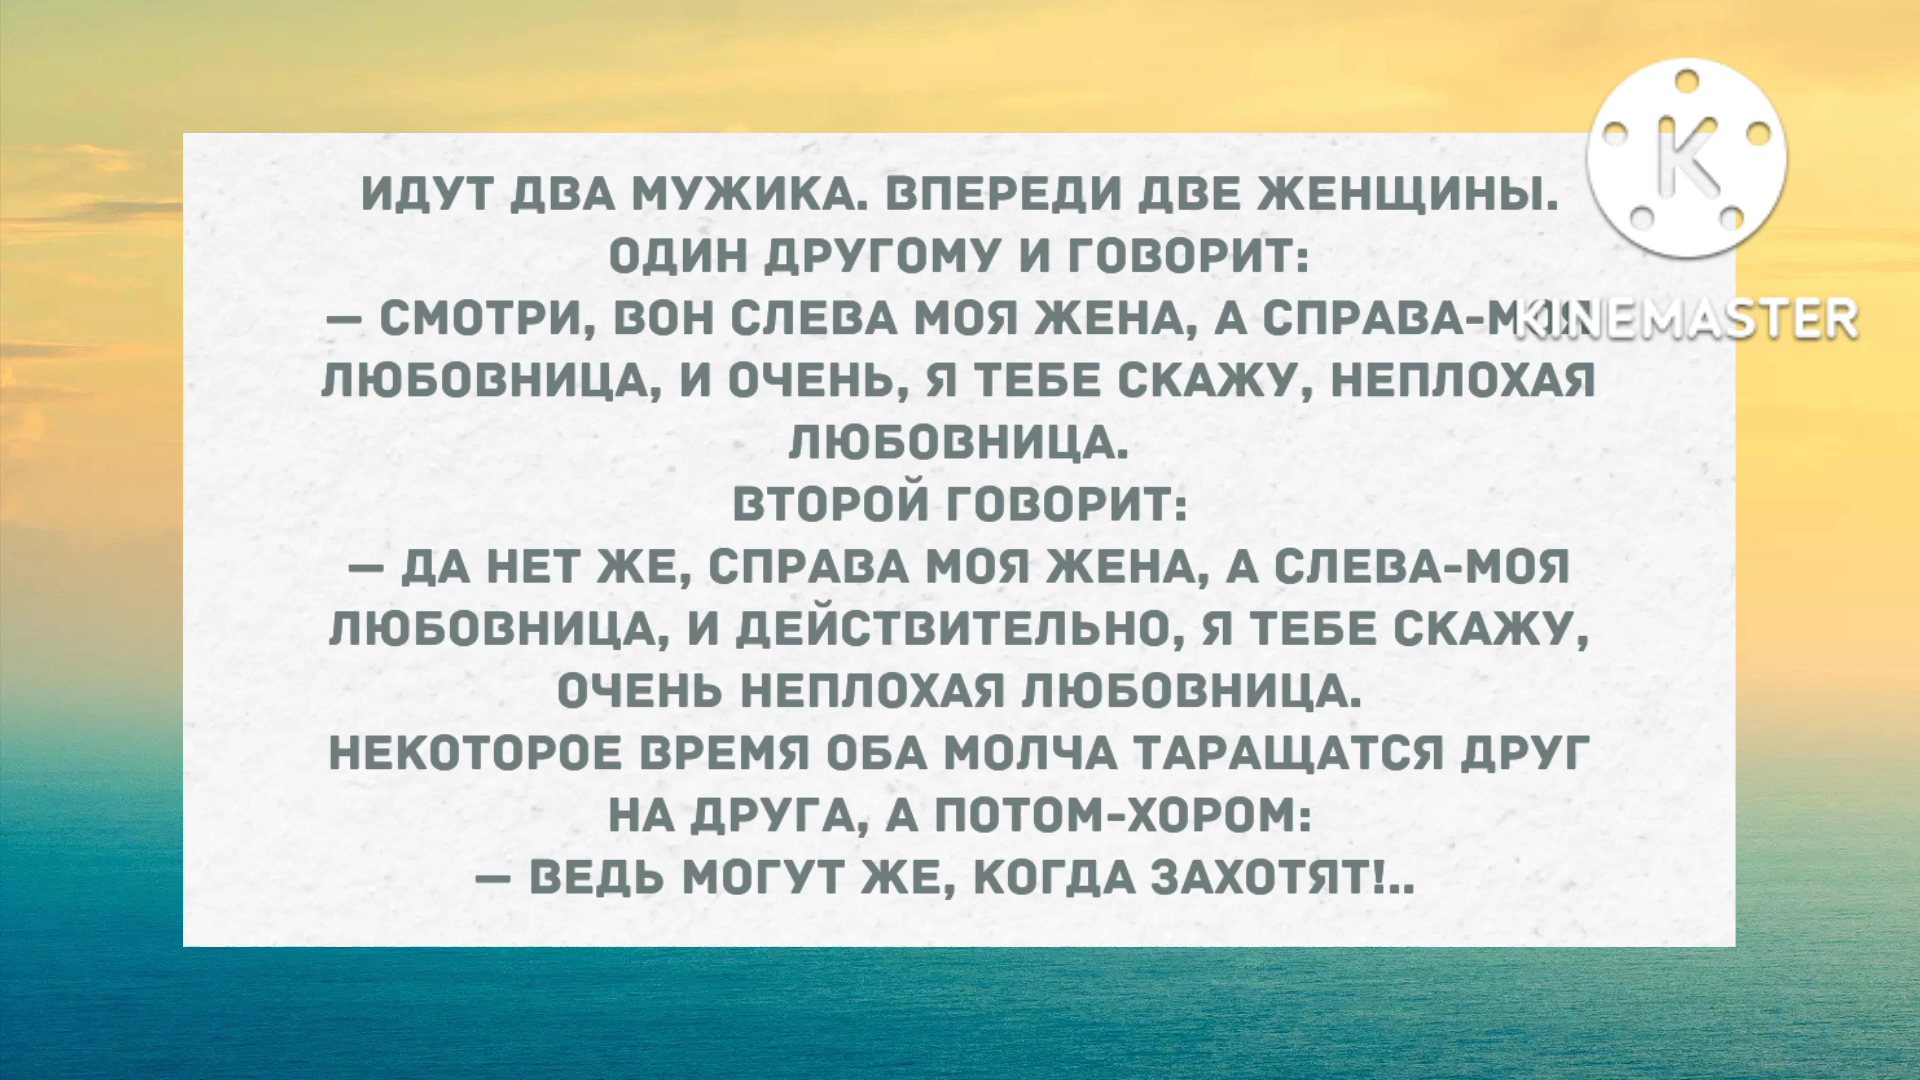 ИДУТ ДВА МУЖИКА. ВПЕРЕДИ ДВЕ ЖЕНЩИНЫ.
ОДИН ДРУГОМУ И ГОВОРИТ:
— СМОТРИ, ВОН СЛЕВА МОЯ ЖЕНА, А СПРАВА-МОЯ
ЛЮБОВНИЦА, И ОЧЕНЬ, Я ТЕБЕ СКАЖУ, НЕПЛОХАЯ
ЛЮБОВНИЦА.
ВТОРОЙ ГОВОРИТ:
— ДА НЕТ ЖЕ, СПРАВА МОЯ ЖЕНА, А СЛЕВА-МОЯ
ЛЮБОВНИЦА, И ДЕЙСТВИТЕЛЬНО, Я ТЕБЕ СКАЖУ,
ОЧЕНЬ НЕПЛОХАЯ ЛЮБОВНИЦА.
НЕКОТОРОЕ ВРЕМЯ ОБА МОЛЧА ТАРАЩАТСЯ ДРУГ
НА ДРУГА, А ПОТОМ-ХОРОМ:
— ВЕДЬ МОГУТ ЖЕ, КОГДА ЗАХОТЯТ!..
K
KINEMASTER